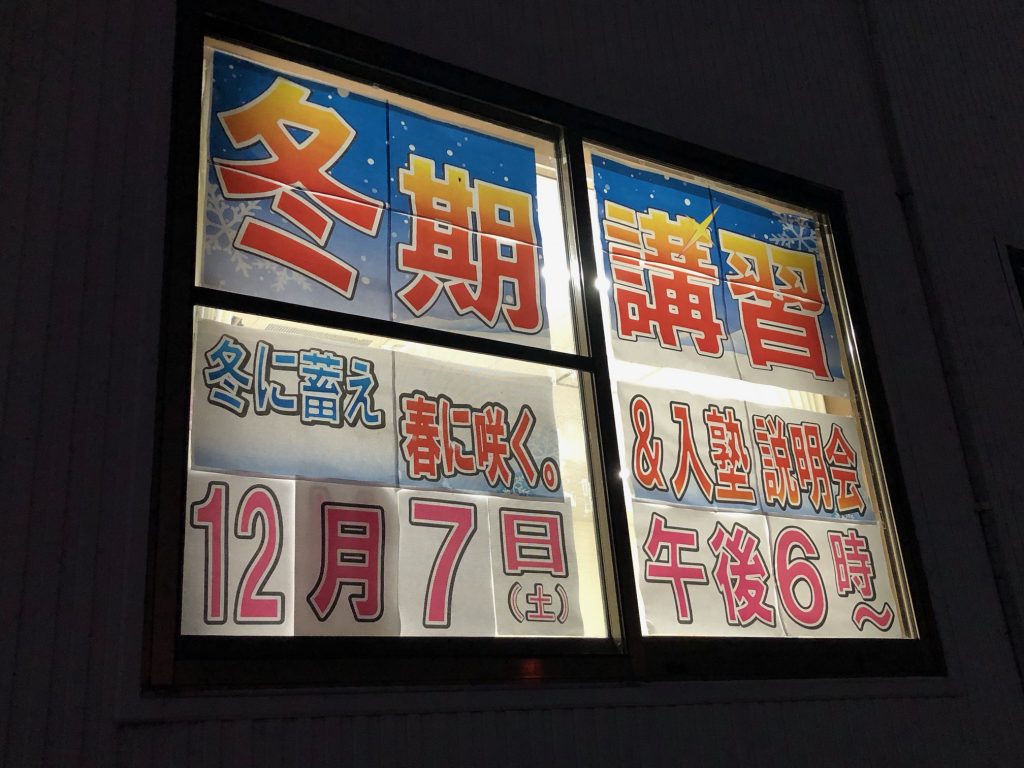 冬期講習
冬に蓄え
春に咲く。
&入塾説明会
12月7日(土)
午後6時~